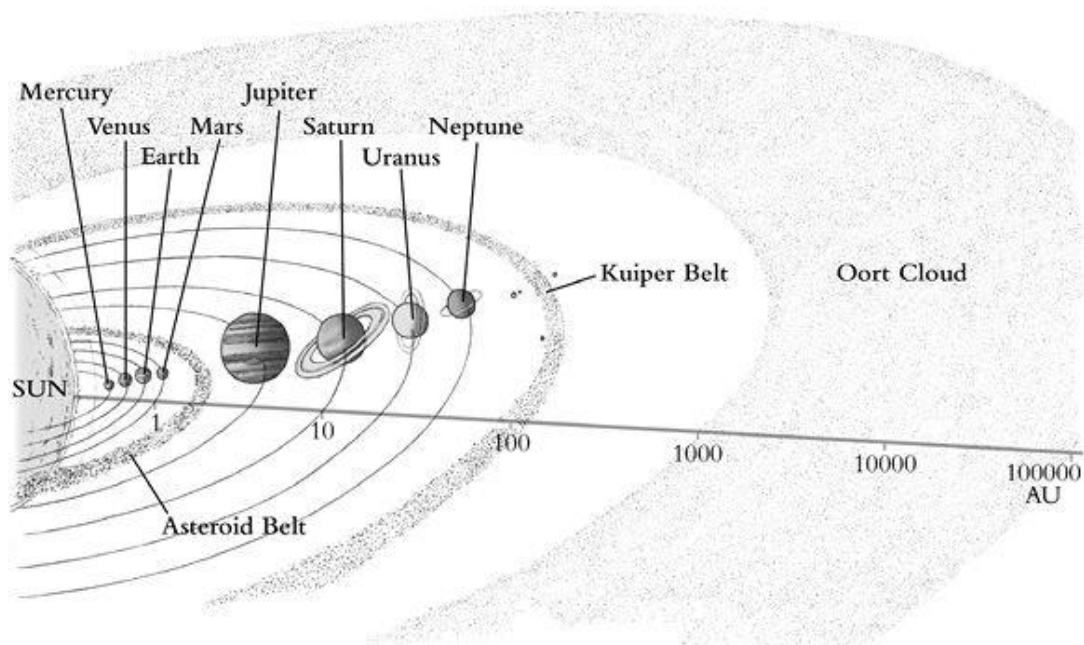 Mercury
Jupiter
Venus
Mars
Saturn
Neptune
Earth
Uranus
Kuiper Belt
Oort Cloud
SUN
1
10
100
1000
10000
100000
AU
Asteroid Belt